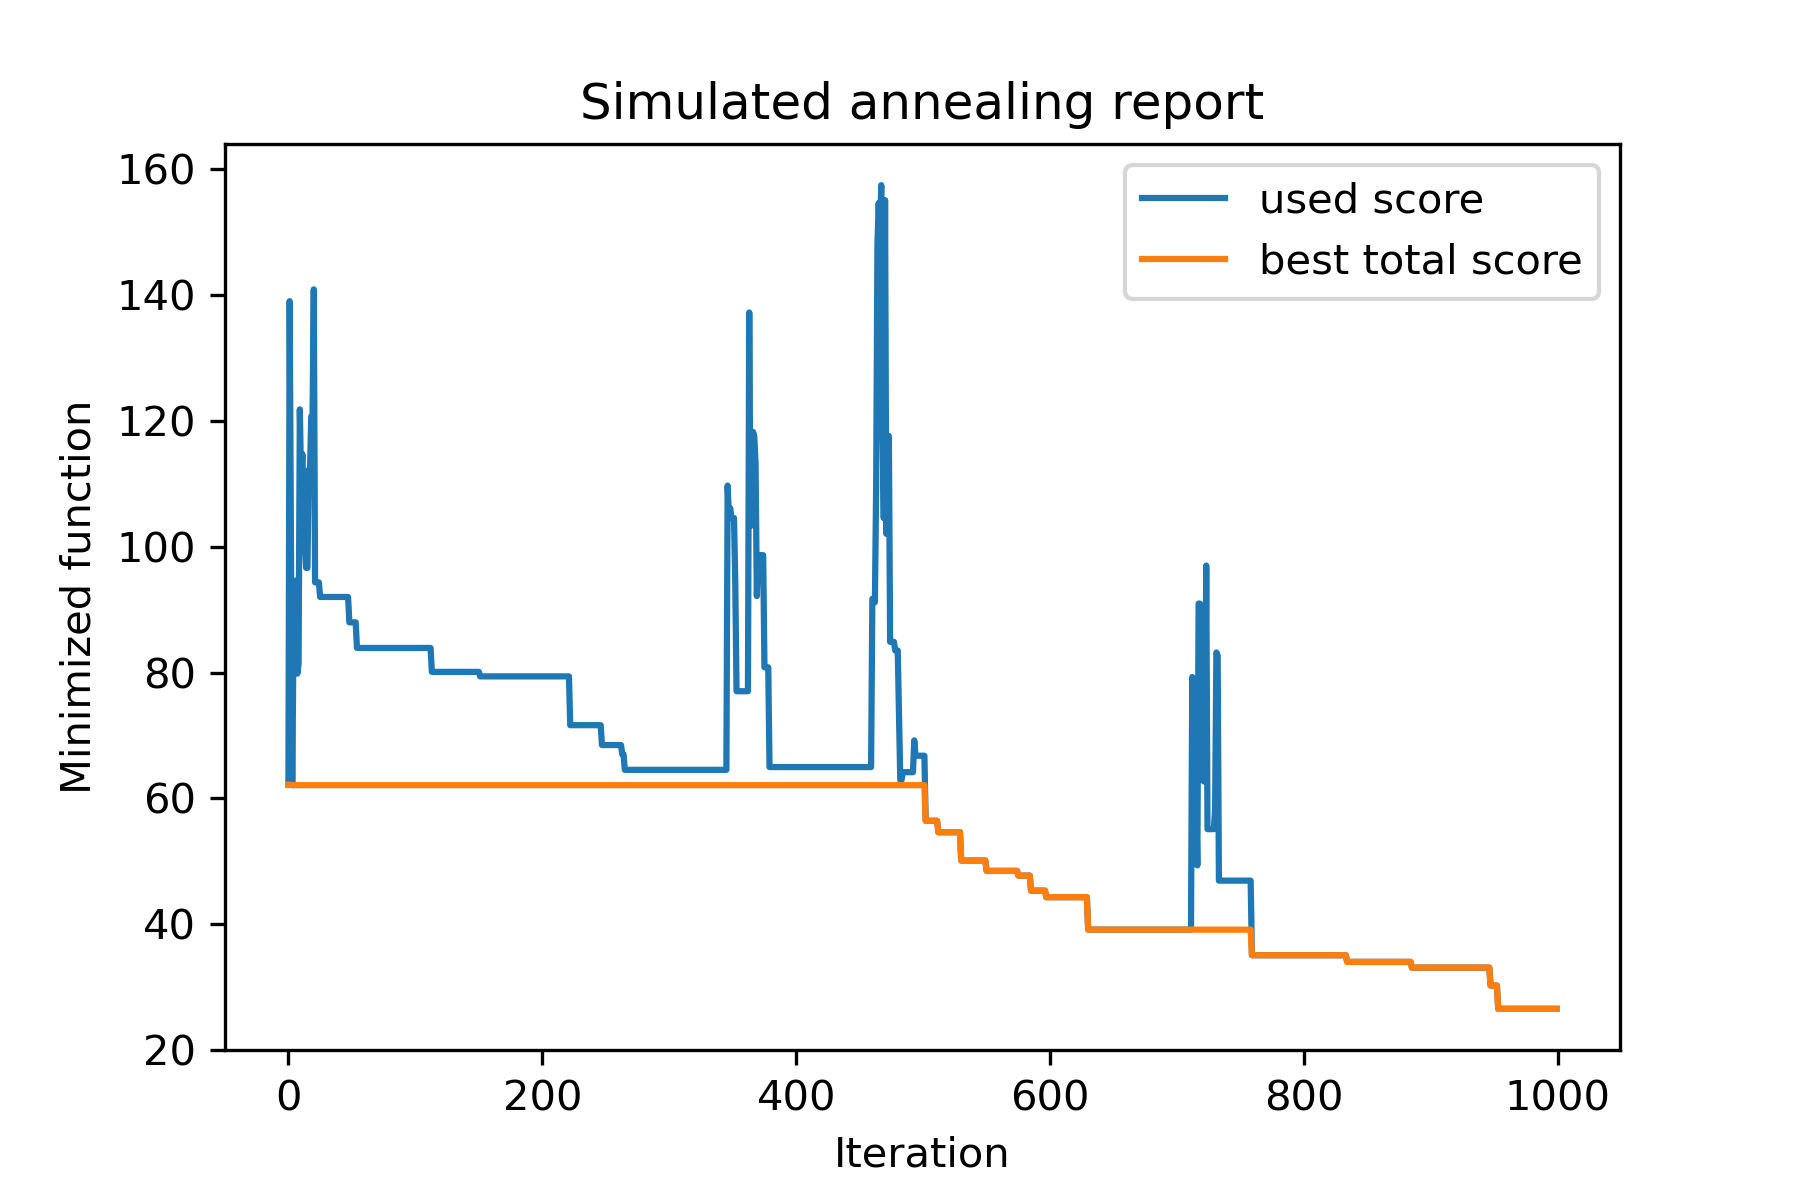 Simulated annealing report
160
140
120
100
80
60
40
20
Minimized function
used score
best total score
0 200 400 600 800 1000
Iteration